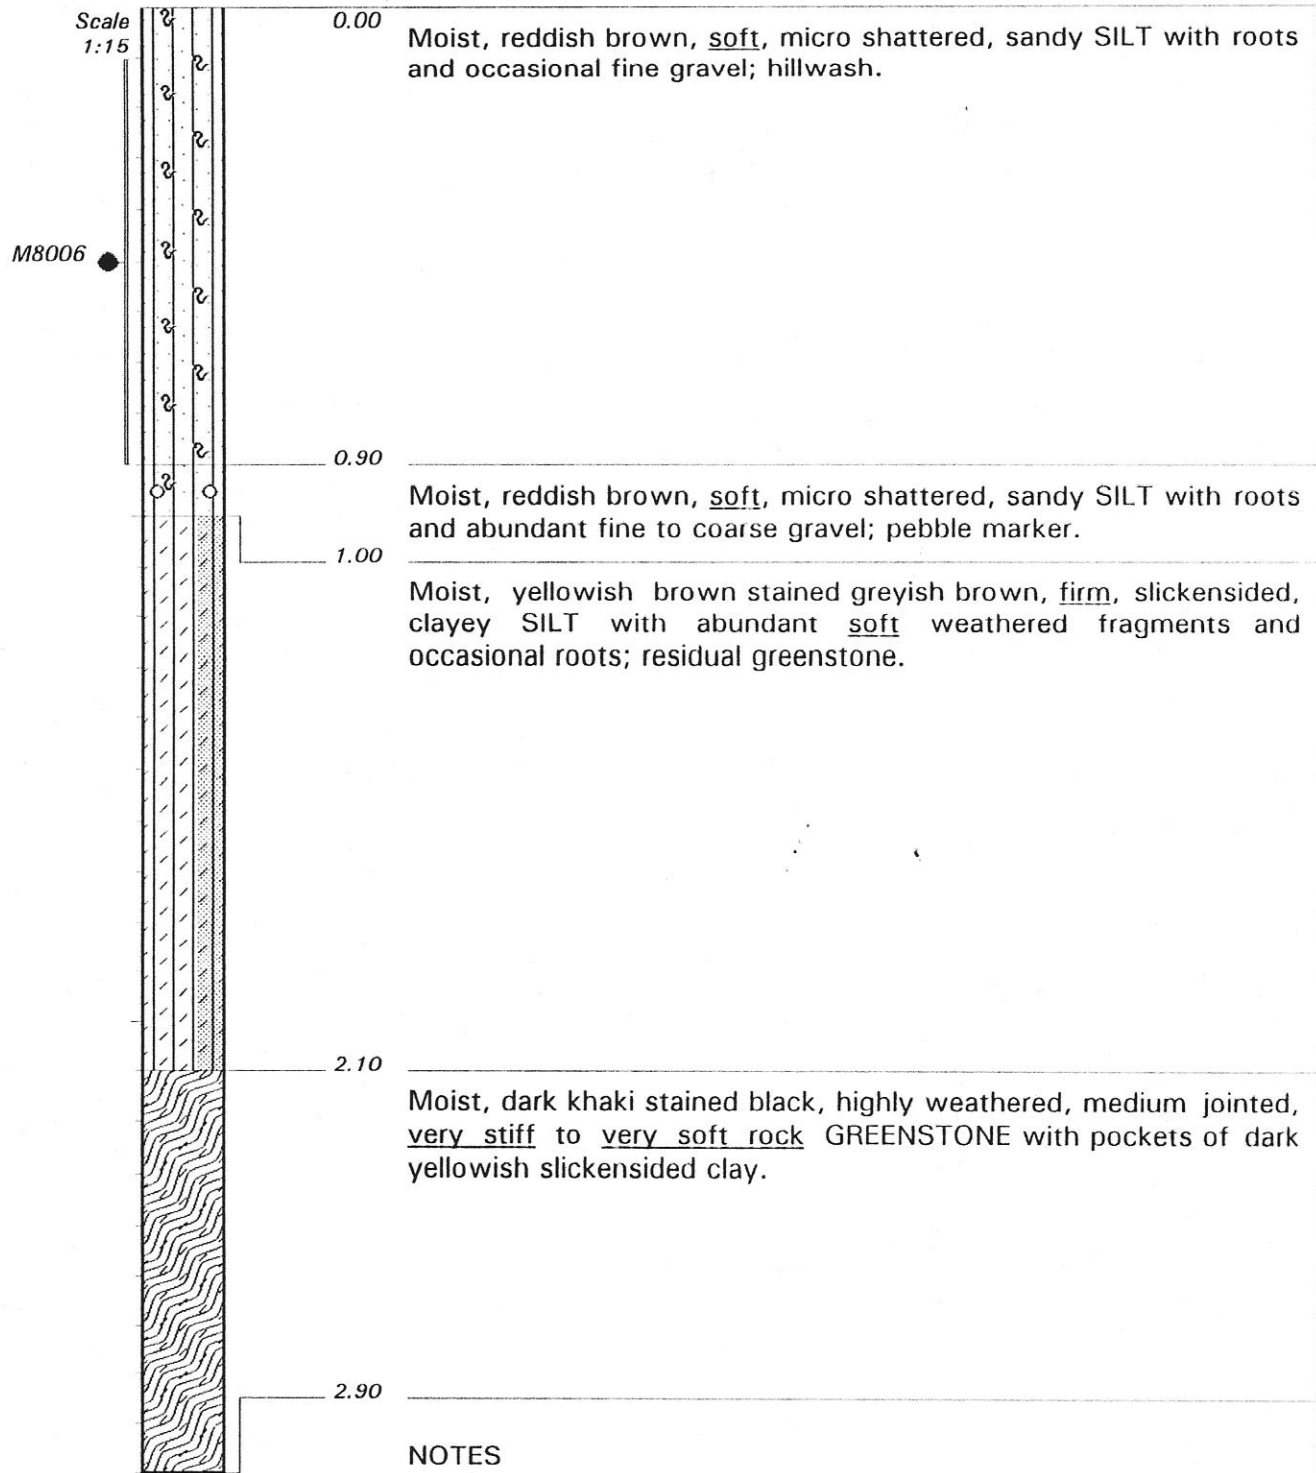 Scale
1:15
0.00
Moist, reddish brown, soft, micro shattered, sandy SILT with roots
and occasional fine gravel; hillwash.
M8006
0.90
Moist, reddish brown, soft, micro shattered, sandy SILT with roots
and abundant fine to coarse gravel; pebble marker.
1.00
Moist, yellowish brown stained greyish brown, firm, slickensided,
clayey SILT with abundant soft weathered fragments and
occasional roots; residual greenstone.
2.10
Moist, dark khaki stained black, highly weathered, medium jointed,
very stiff to very soft rock GREENSTONE with pockets of dark
yellowish slickensided clay.
2.90
NOTES